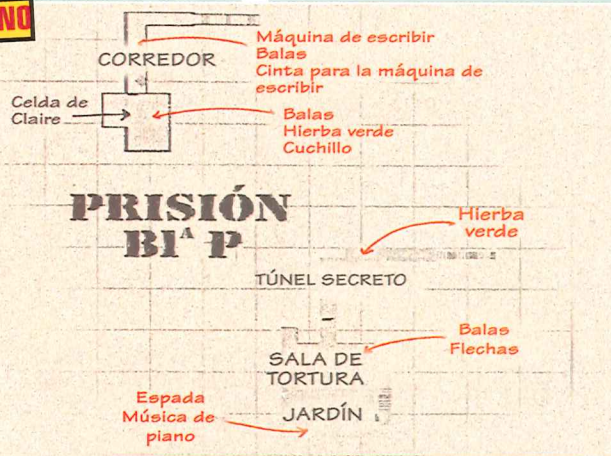 NO
CORREDOR
Máquina de escribir
Balas
Cinta para la máquina de
escribir
Celda de
Claire
Balas
Hierba verde
Cuchillo
PRISIÓN
B1ª P
Hierba
verde
TÚNEL SECRETO
Balas
Flechas
SALA DE
TORTURA
Espada
Música de
piano
JARDÍN